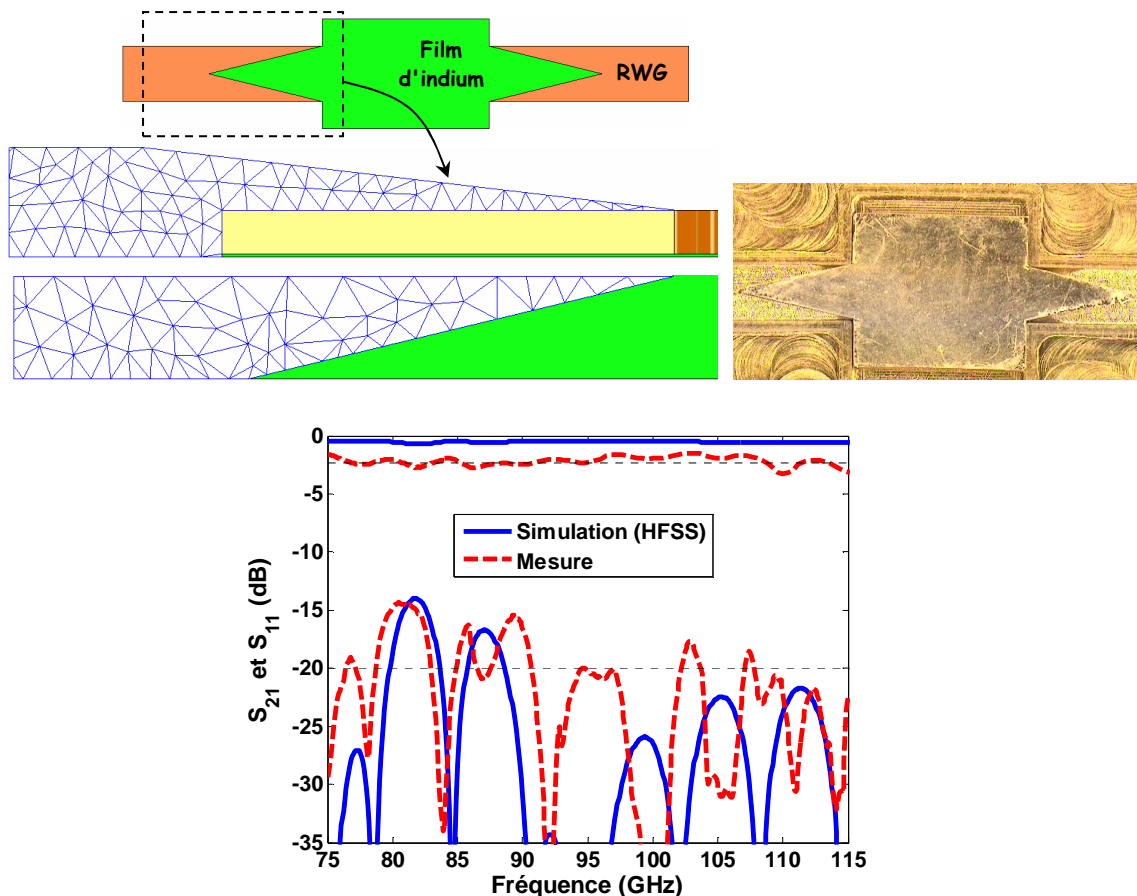 Film
d'indium
RWG
0
-5
-10
-15
-20
-25
-30
-35
S21 et S11 (dB)
Simulation (HFSS)
Mesure
75 80 85 90 95 100 105 110 115
Fréquence (GHz)